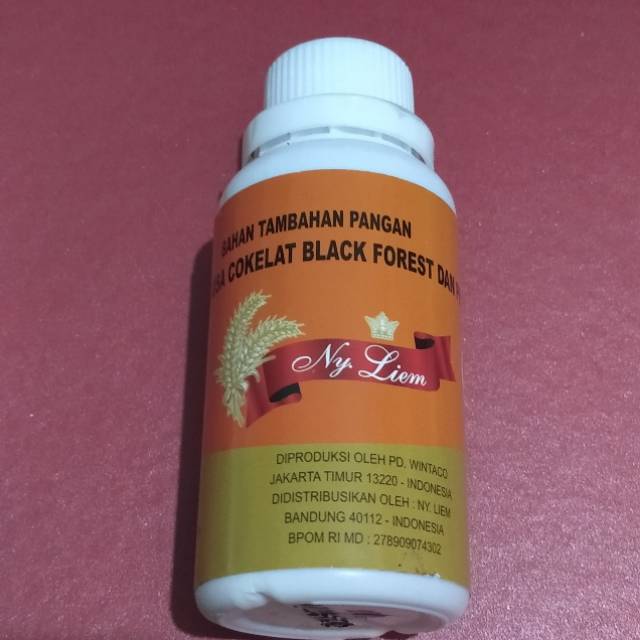 BAHAN TAMBAHAN PANGAN
COKELAT BLACK FOREST DAN
Ny. Liem
DIPRODUKSI OLEH PD. WINTACO
JAKARTA TIMUR 13220 - INDONESIA
DIDISTRIBUSIKAN OLEH : NY. LIEM
BANDUNG 40112 - INDONESIA
BPOM RI MD : 278909074302